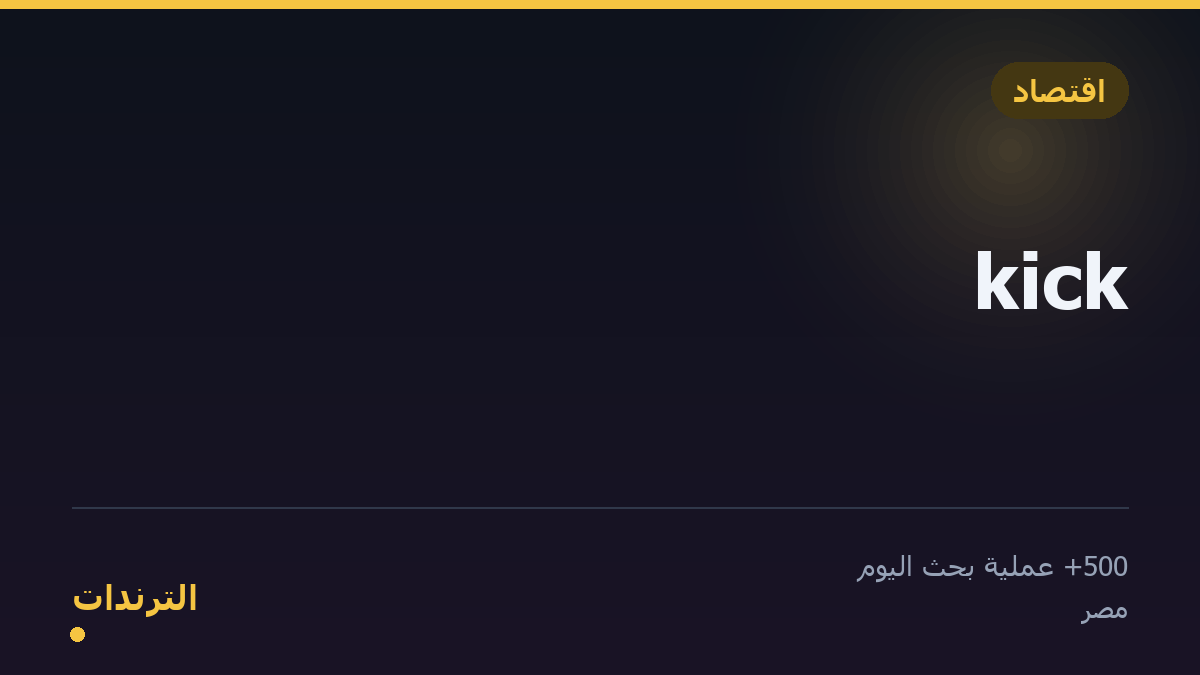 اقتصاد
kick
500+ عملية بحث اليوم
مصر
الترندات